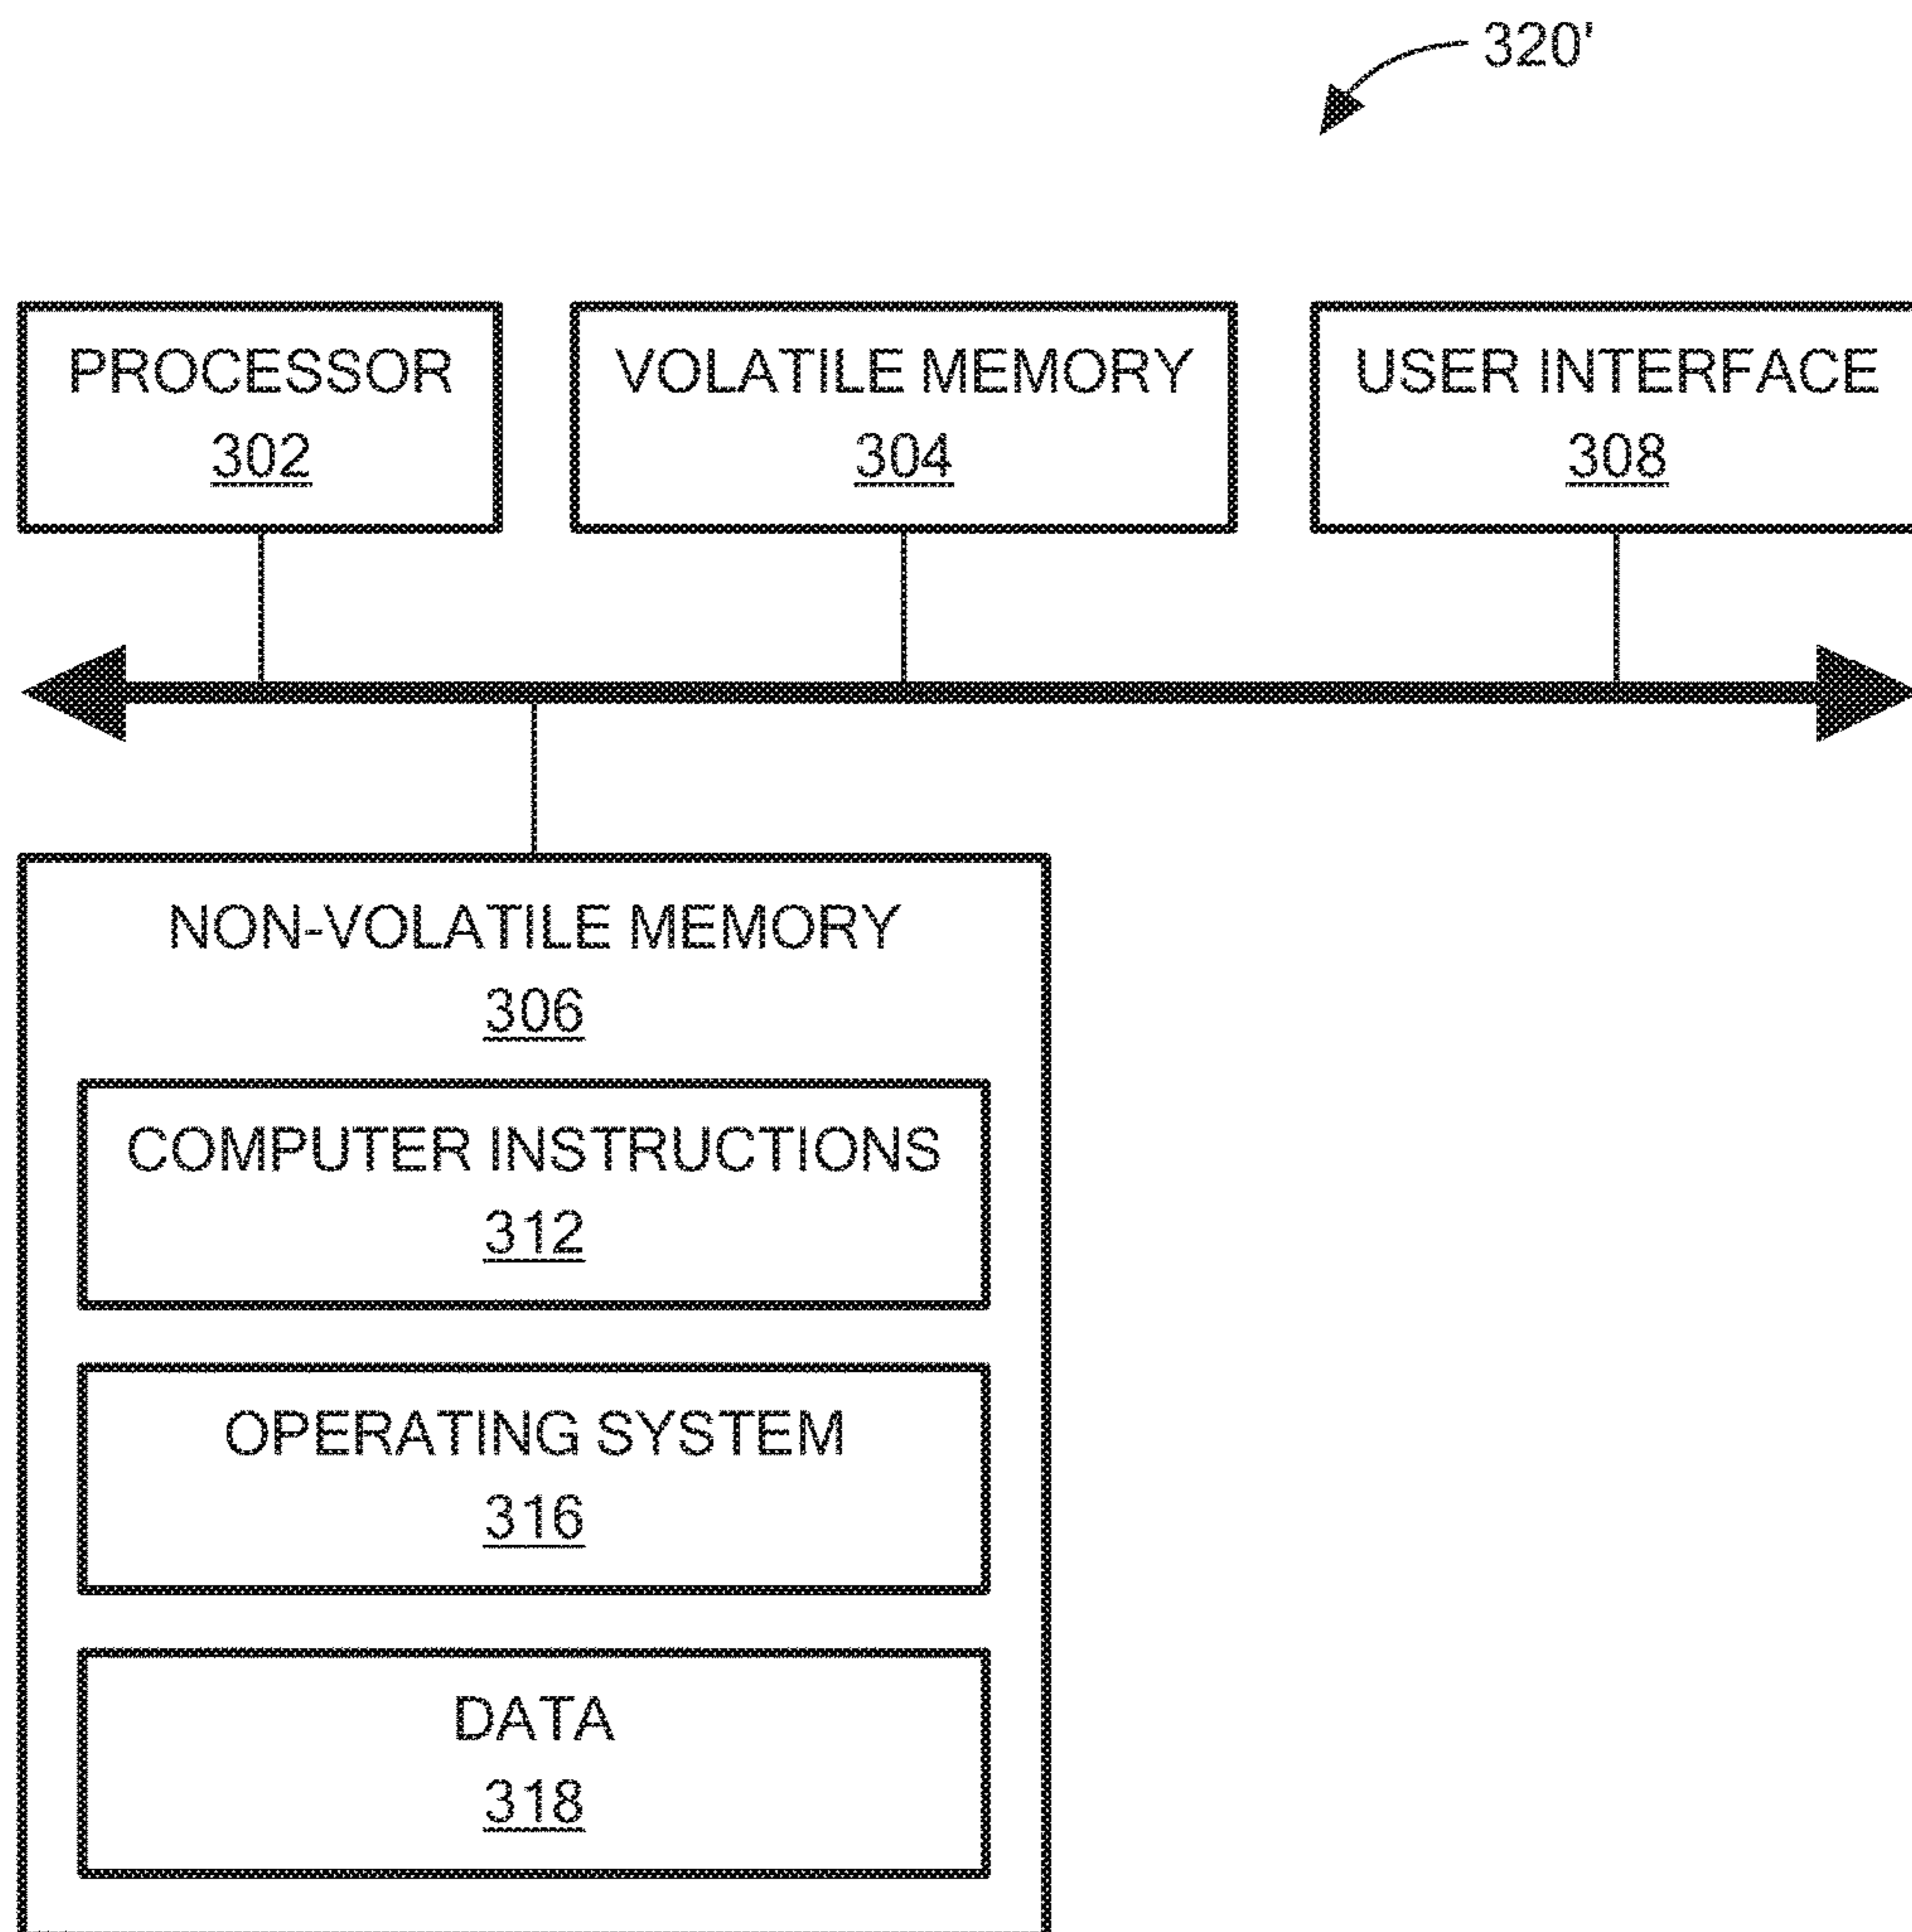 320'
PROCESSOR
302
VOLATILE MEMORY
304
USER INTERFACE
308
NON-VOLATILE MEMORY
306
COMPUTER INSTRUCTIONS
312
OPERATING SYSTEM
316
DATA
318